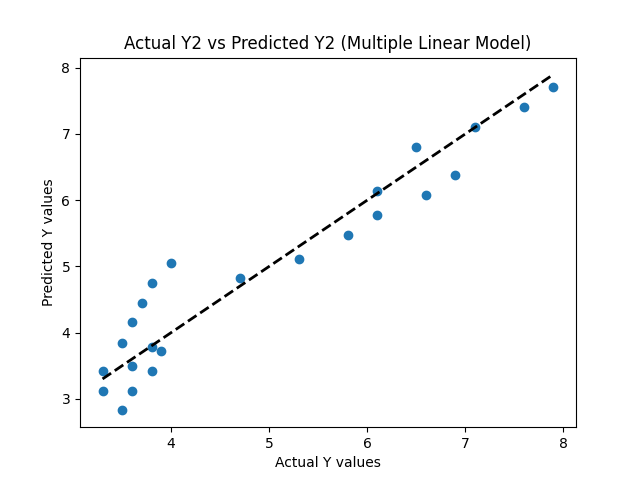 Actual Y2 vs Predicted Y2 (Multiple Linear Model)
8
7
6
5
4
3
Predicted Y values
4 5 6 7 8
Actual Y values